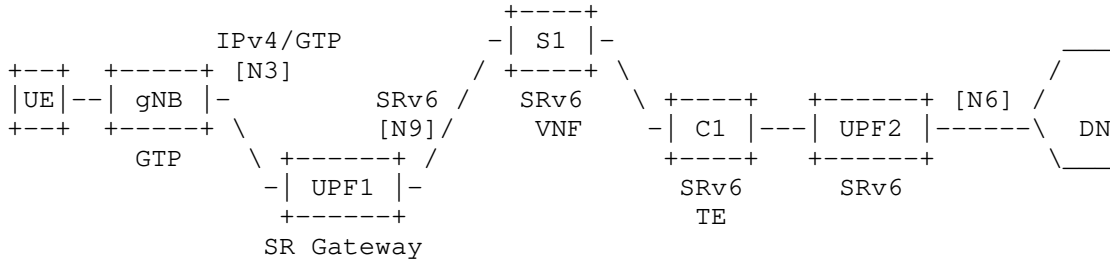 S1
IPv4/GTP
[N3]
UE gNB SRv6 SRv6 [N6]
[N9] VNF C1 UPF2 DN
GTP
UPF1 SRv6 SRv6
TE
SR Gateway